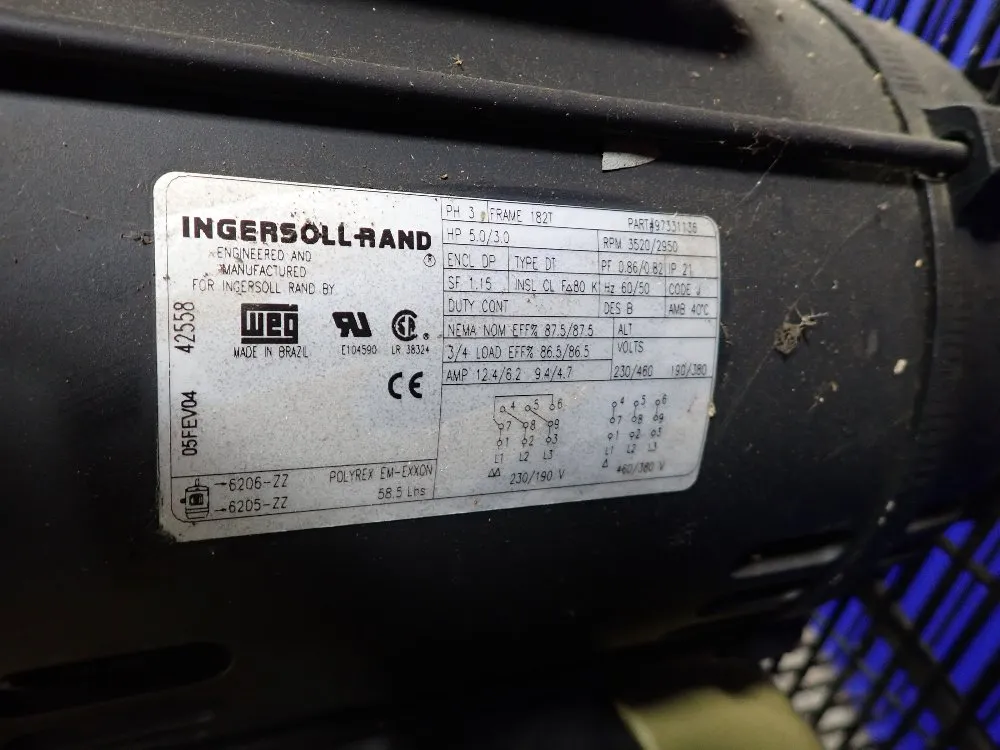 INGERSOLL-RAND
®
ENGINEERED AND
MANUFACTURED
FOR INGERSOLL RAND BY
42558
05FEV04
WEG
MADE IN BRAZIL
E104590
LR 38324
CE
→6206-ZZ
→6205-ZZ
POLYREX EM-EXXON
58.5 Lbs
PH 3 FRAME 182T PART#97331136
HP 5.0/3.0 RPM 3520/2950
ENCL DP TYPE DT PF 0.86/0.82 IP 21
SF 1.15 INSL CL F∆80 K Hz 60/50 CODE J
DUTY CONT DES B AMB 40°C
NEMA NOM EFF% 87.5/87.5 ALT
3/4 LOAD EFF% 86.5/86.5 VOLTS
AMP 12.4/6.2 9.4/4.7 230/460 190/380
4 5 6 4 5 6
7 8 9 7 8 9
1 2 3 1 2 3
L1 L2 L3 L1 L2 L3
∆∆ 230/190 V ∆ 460/380 V